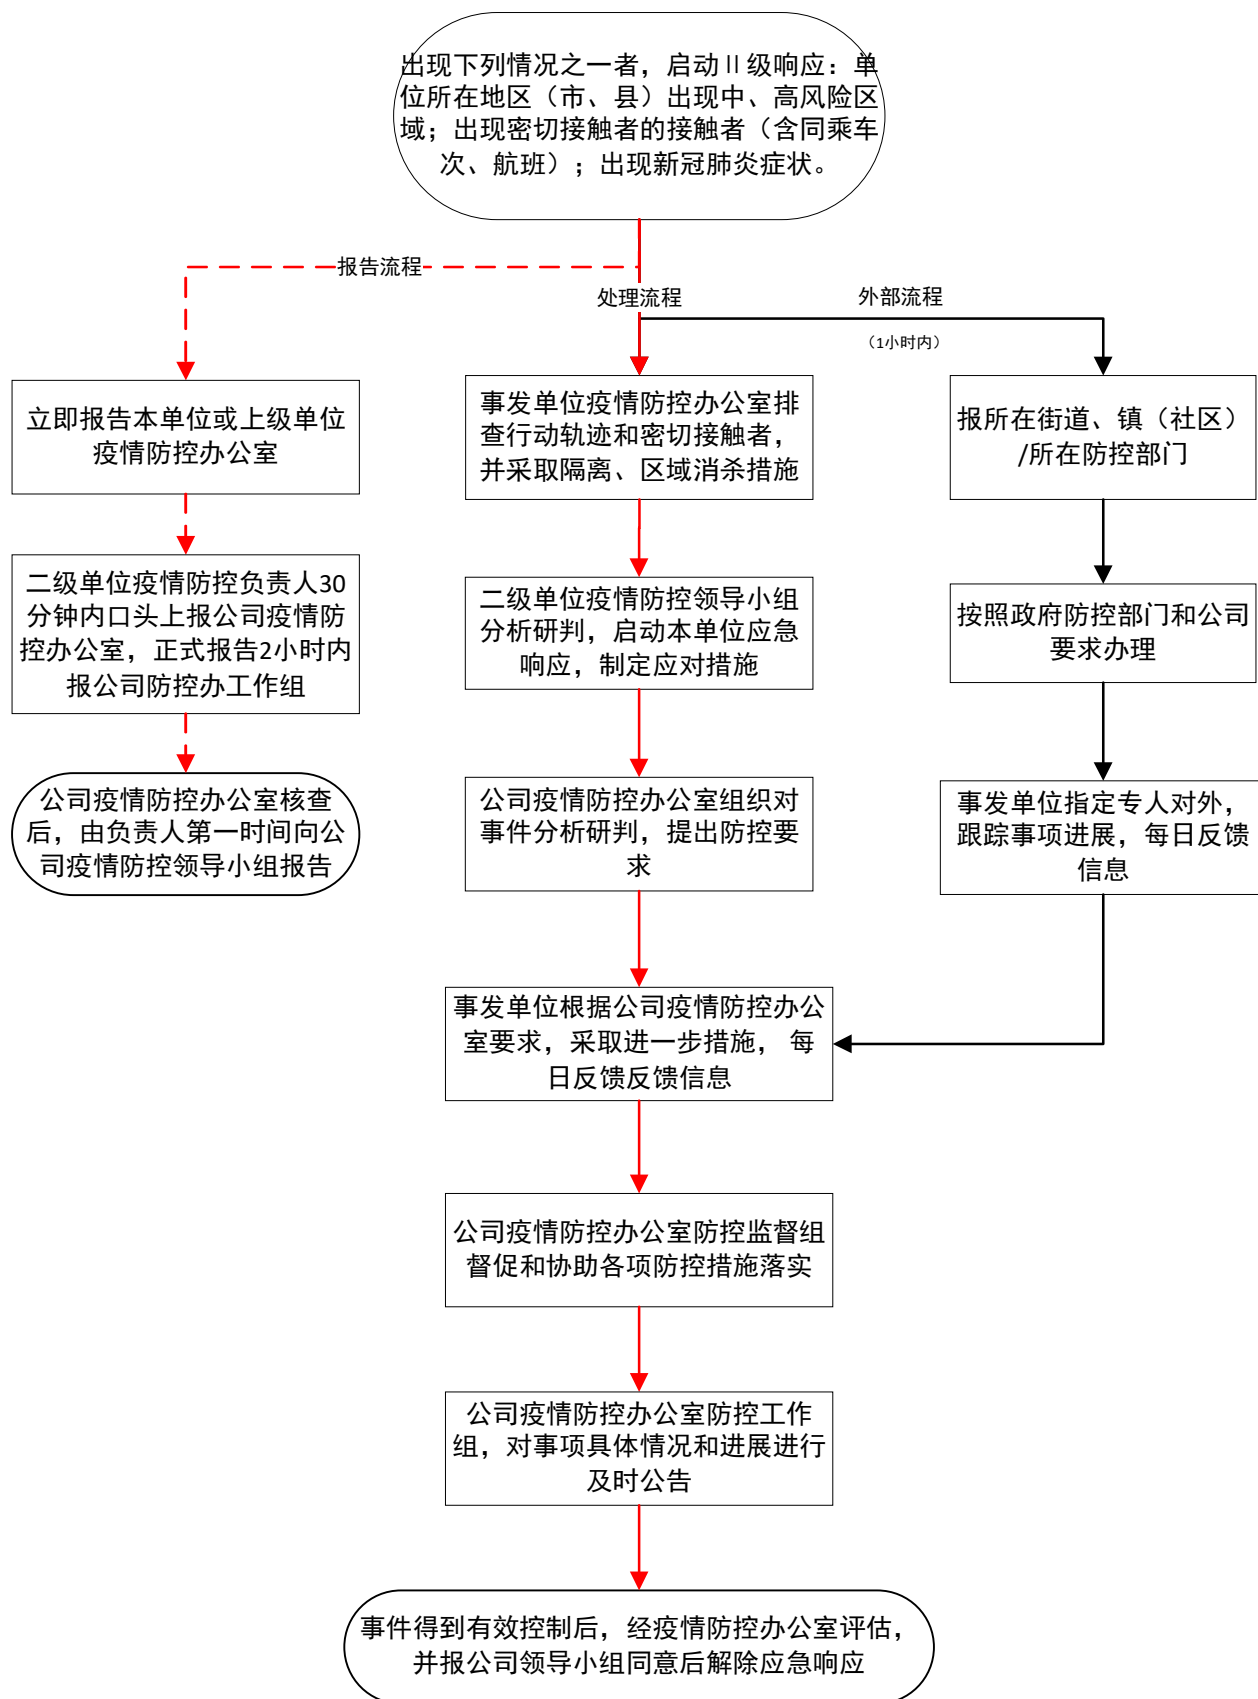 出现下列情况之一者，启动Ⅱ级响应：单
位所在地区（市、县）出现中、高风险区
域；出现密切接触者的接触者（含同乘车
次、航班）；出现新冠肺炎症状。
报告流程
处理流程
外部流程
（1小时内）
立即报告本单位或上级单位
疫情防控办公室
二级单位疫情防控负责人30
分钟内口头上报公司疫情防
控办公室，正式报告2小时内
报公司防控办工作组
公司疫情防控办公室核查
后，由负责人第一时间向公
司疫情防控领导小组报告
事发单位疫情防控办公室排
查行动轨迹和密切接触者，
并采取隔离、区域消杀措施
二级单位疫情防控领导小组
分析研判，启动本单位应急
响应，制定应对措施
公司疫情防控办公室组织对
事件分析研判，提出防控要
求
报所在街道、镇（社区）
/所在防控部门
按照政府防控部门和公司
要求办理
事发单位指定专人对外，
跟踪事项进展，每日反馈
信息
事发单位根据公司疫情防控办公
室要求，采取进一步措施， 每
日反馈反馈信息
公司疫情防控办公室防控监督组
督促和协助各项防控措施落实
公司疫情防控办公室防控工作
组，对事项具体情况和进展进行
及时公告
事件得到有效控制后，经疫情防控办公室评估，
并报公司领导小组同意后解除应急响应